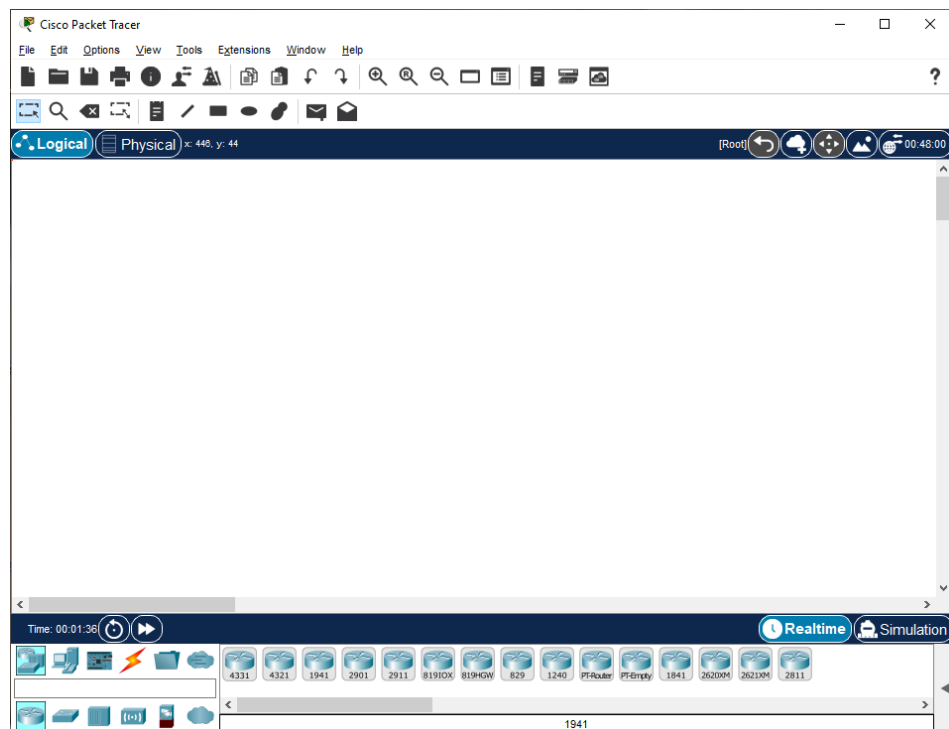 Cisco Packet Tracer
File Edit Options View Tools Extensions Window Help
?
Logical Physical x: 446, y: 44 [Root] 00:48:00
Time: 00:01:36 Realtime Simulation
4331 4321 1941 2901 2911 819IOX 819HGW 829 1240 PT-Router PT-Empty 1841 2620XM 2621XM 2811
1941